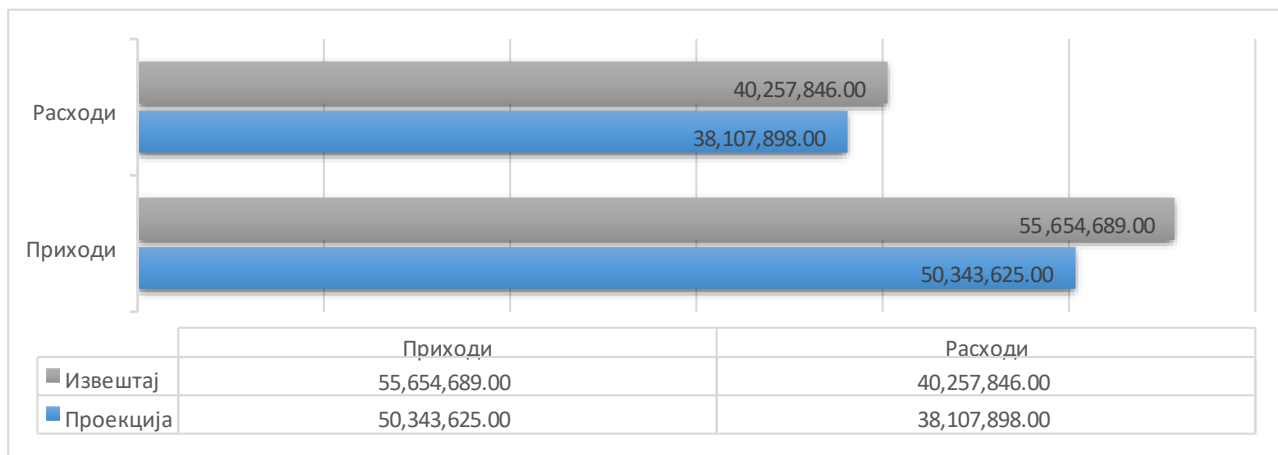 Расходи
40,257,846.00
38,107,898.00
Приходи
55,654,689.00
50,343,625.00
Приходи Расходи
Извештај 55,654,689.00 40,257,846.00
Проекција 50,343,625.00 38,107,898.00